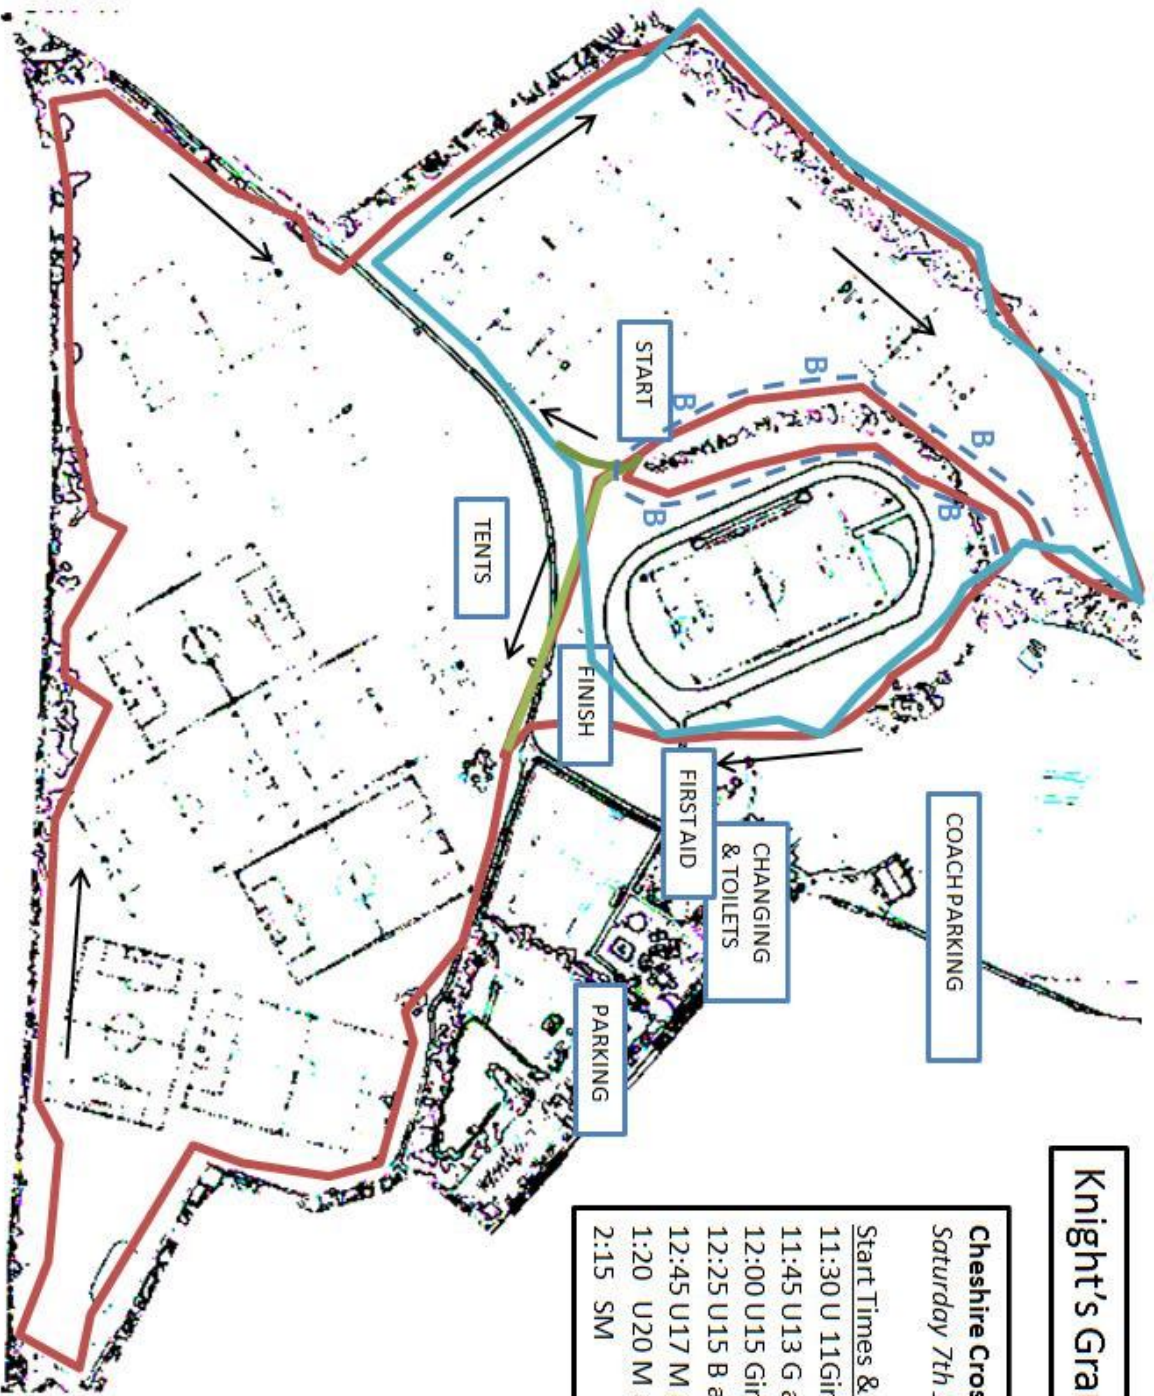 Knight's Gra
Cheshire Cros
Saturday 7th
Start Times &
11:30 U 11Gir
11:45 U13 G a
12:00 U15 Gir
12:25 U15 B a
12:45 U17 M
1:20 U20 M
2:15 SM
COACH PARKING
CHANGING
& TOILETS
FIRST AID
PARKING
FINISH
START
TENTS
B
B
B
B
B